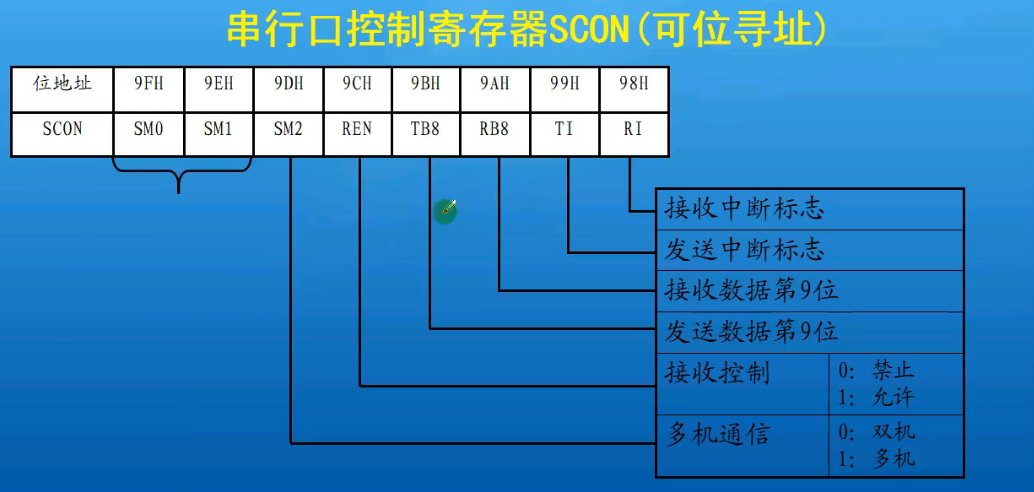 串行口控制寄存器SCON(可位寻址)
位地址 9FH 9EH 9DH 9CH 9BH 9AH 99H 98H
SCON SM0 SM1 SM2 REN TB8 RB8 TI RI
接收中断标志
发送中断标志
接收数据第9位
发送数据第9位
接收控制 0: 禁止
1: 允许
多机通信 0: 双机
1: 多机